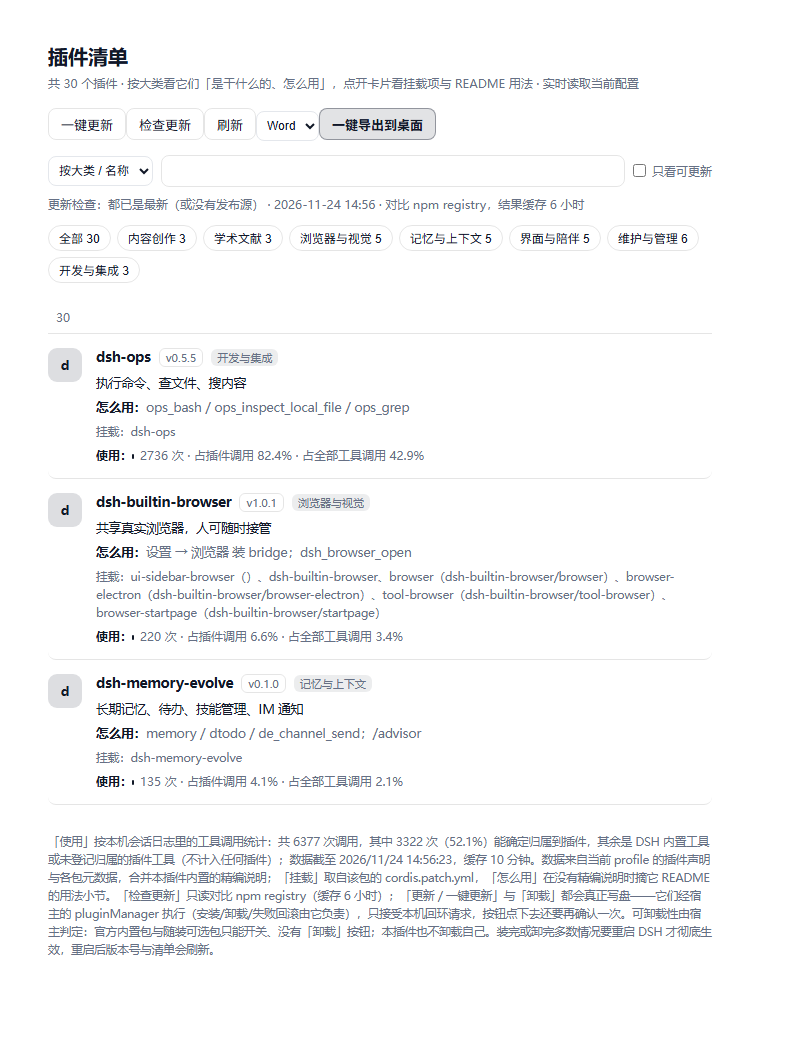 插件清单
共 30 个插件 · 按大类看它们「是干什么的、怎么用」，点开卡片看挂载项与 README 用法 · 实时读取当前配置
一键更新 检查更新 刷新 Word 一键导出到桌面
按大类 / 名称 只看可更新
更新检查：都已是最新（或没有发布源） · 2026-11-24 14:56 · 对比 npm registry，结果缓存 6 小时
全部 30 内容创作 3 学术文献 3 浏览器与视觉 5 记忆与上下文 5 界面与陪伴 5 维护与管理 6
开发与集成 3
30
d dsh-ops v0.5.5 开发与集成
执行命令、查文件、搜内容
怎么用：ops_bash / ops_inspect_local_file / ops_grep
挂载：dsh-ops
使用： 2736 次 · 占插件调用 82.4% · 占全部工具调用 42.9%
d dsh-builtin-browser v1.0.1 浏览器与视觉
共享真实浏览器，人可随时接管
怎么用：设置 → 浏览器 装 bridge；dsh_browser_open
挂载：ui-sidebar-browser（）、dsh-builtin-browser、browser（dsh-builtin-browser/browser）、browser-
electron（dsh-builtin-browser/browser-electron）、tool-browser（dsh-builtin-browser/tool-browser）、
browser-startpage（dsh-builtin-browser/startpage）
使用： 220 次 · 占插件调用 6.6% · 占全部工具调用 3.4%
d dsh-memory-evolve v0.1.0 记忆与上下文
长期记忆、待办、技能管理、IM 通知
怎么用：memory / dtodo / de_channel_send；/advisor
挂载：dsh-memory-evolve
使用： 135 次 · 占插件调用 4.1% · 占全部工具调用 2.1%
「使用」按本机会话日志里的工具调用统计：共 6377 次调用，其中 3322 次（52.1%）能确定归属到插件，其余是 DSH 内置工具
或未登记归属的插件工具（不计入任何插件）；数据截至 2026/11/24 14:56:23，缓存 10 分钟。数据来自当前 profile 的插件声明
与各包元数据，合并本插件内置的精编说明；「挂载」取自该包的 cordis.patch.yml，「怎么用」在没有精编说明时摘它 README
的用法小节。「检查更新」只读对比 npm registry（缓存 6 小时）；「更新 / 一键更新」与「卸载」都会真正写盘——它们经宿
主的 pluginManager 执行（安装/卸载/失败回滚由它负责），只接受本机回环请求，按钮点下去还要再确认一次。可卸载性由宿
主判定：官方内置包与随装可选包只能开关、没有「卸载」按钮；本插件也不卸载自己。装完或卸完多数情况要重启 DSH 才彻底生
效，重启后版本号与清单会刷新。